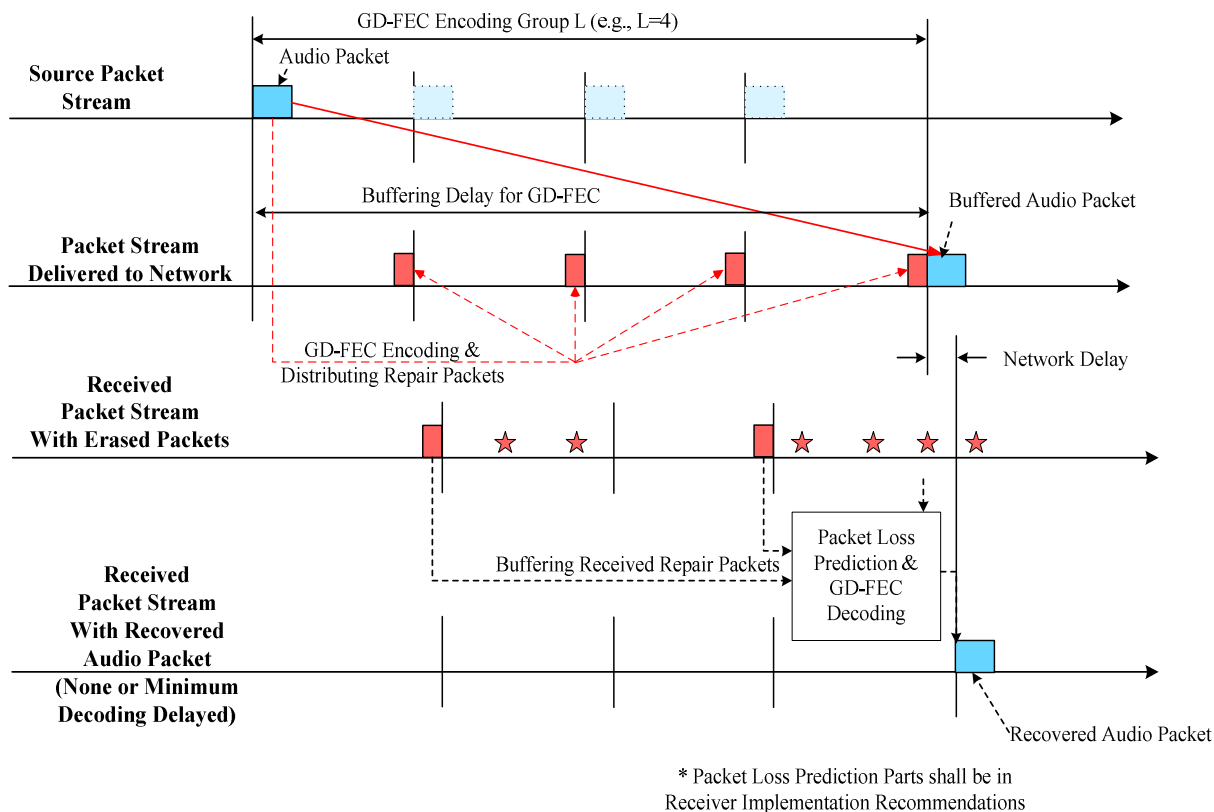 GD-FEC Encoding Group L (e.g., L=4)
Audio Packet
Source Packet
Stream
Buffering Delay for GD-FEC
Buffered Audio Packet
Packet Stream
Delivered to Network
GD-FEC Encoding &
Distributing Repair Packets
Network Delay
Received
Packet Stream
With Erased Packets
Packet Loss
Prediction &
GD-FEC
Decoding
Buffering Received Repair Packets
Received
Packet Stream
With Recovered
Audio Packet
(None or Minimum
Decoding Delayed)
Recovered Audio Packet
* Packet Loss Prediction Parts shall be in
Receiver Implementation Recommendations